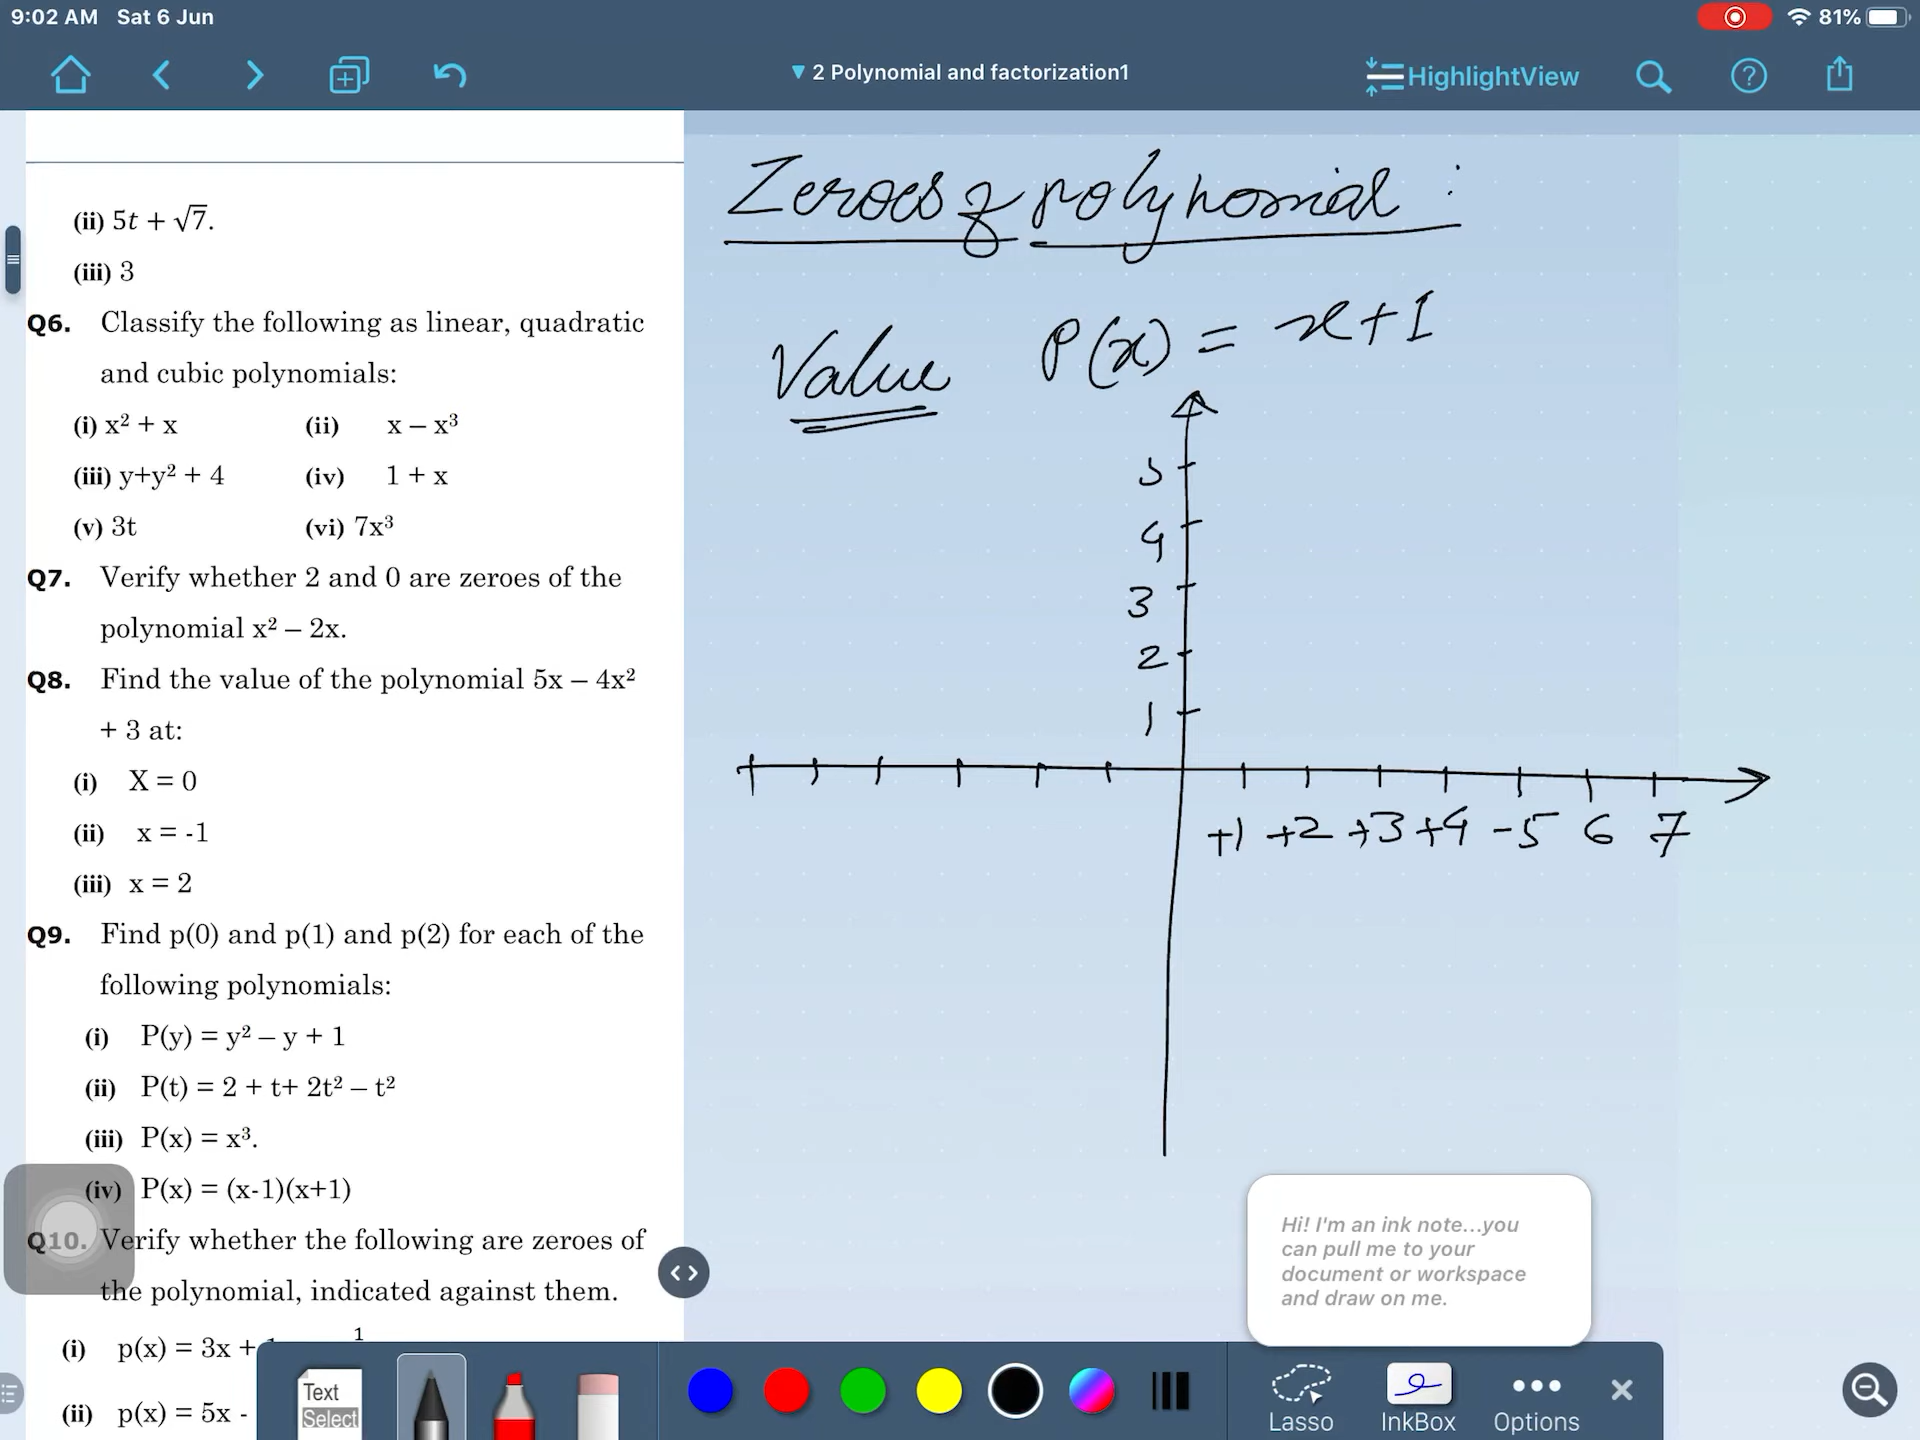 9:02 AM Sat 6 Jun
81%
2 Polynomial and factorization1
HighlightView
(ii) 5t + √7.
(iii) 3
Q6. Classify the following as linear, quadratic
and cubic polynomials:
(i) x² + x (ii) x – x³
(iii) y+y² + 4 (iv) 1 + x
(v) 3t (vi) 7x³
Q7. Verify whether 2 and 0 are zeroes of the
polynomial x² – 2x.
Q8. Find the value of the polynomial 5x – 4x²
+ 3 at:
(i) X = 0
(ii) x = -1
(iii) x = 2
Q9. Find p(0) and p(1) and p(2) for each of the
following polynomials:
(i) P(y) = y² – y + 1
(ii) P(t) = 2 + t+ 2t² – t²
(iii) P(x) = x³.
(iv) P(x) = (x-1)(x+1)
Q10. Verify whether the following are zeroes of
the polynomial, indicated against them.
(i) p(x) = 3x + 1
(ii) p(x) = 5x -
Zeroes of polynomial :
Value P(x) = x+1
5
4
3
2
1
+1 +2 +3 +4 -5 6 7
Hi! I'm an ink note...you
can pull me to your
document or workspace
and draw on me.
Text
Select
Lasso
InkBox
Options